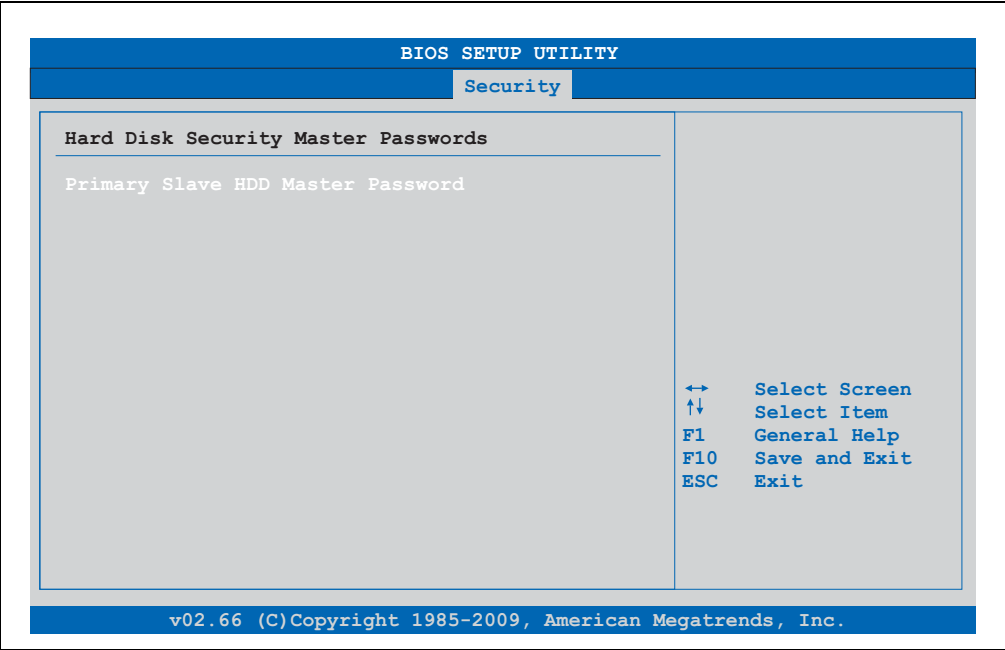 BIOS SETUP UTILITY
Security
Hard Disk Security Master Passwords
Primary Slave HDD Master Password
↔ Select Screen
↑↓ Select Item
F1 General Help
F10 Save and Exit
ESC Exit
v02.66 (C)Copyright 1985-2009, American Megatrends, Inc.